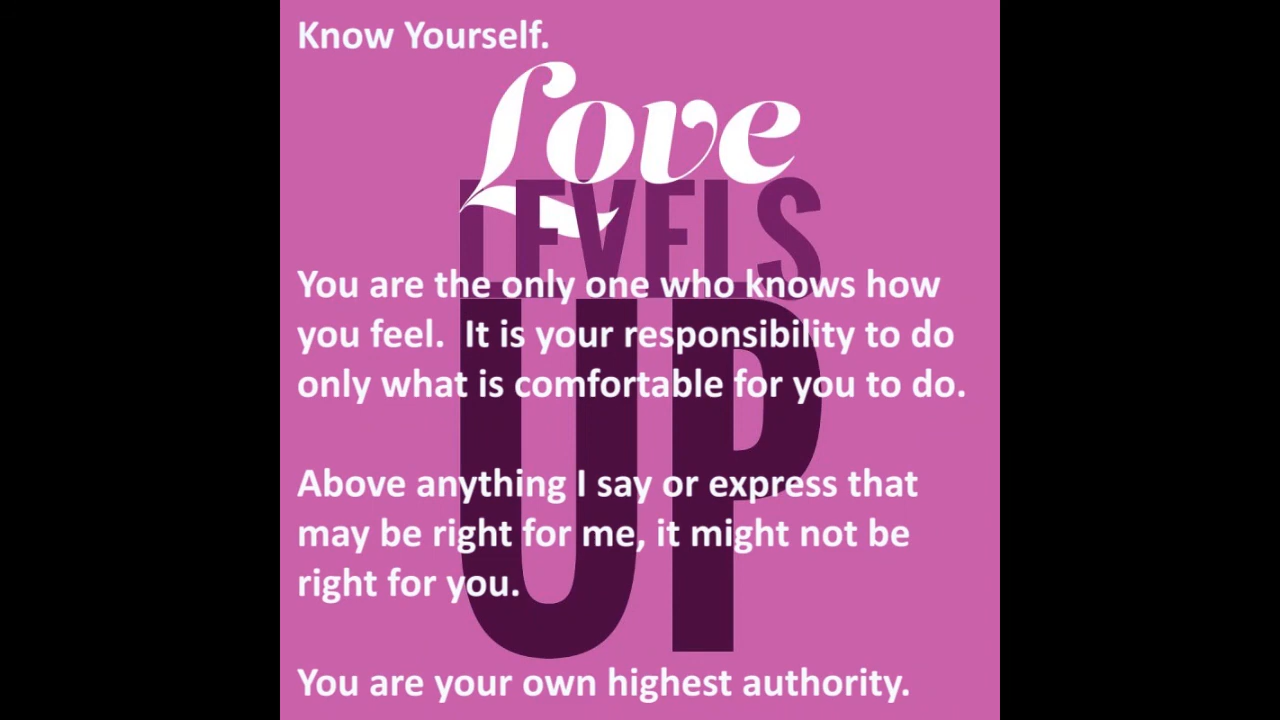 Know Yourself.
Love
LEVELS
UP
You are the only one who knows how
you feel.  It is your responsibility to do
only what is comfortable for you to do.
Above anything I say or express that
may be right for me, it might not be
right for you.
You are your own highest authority.